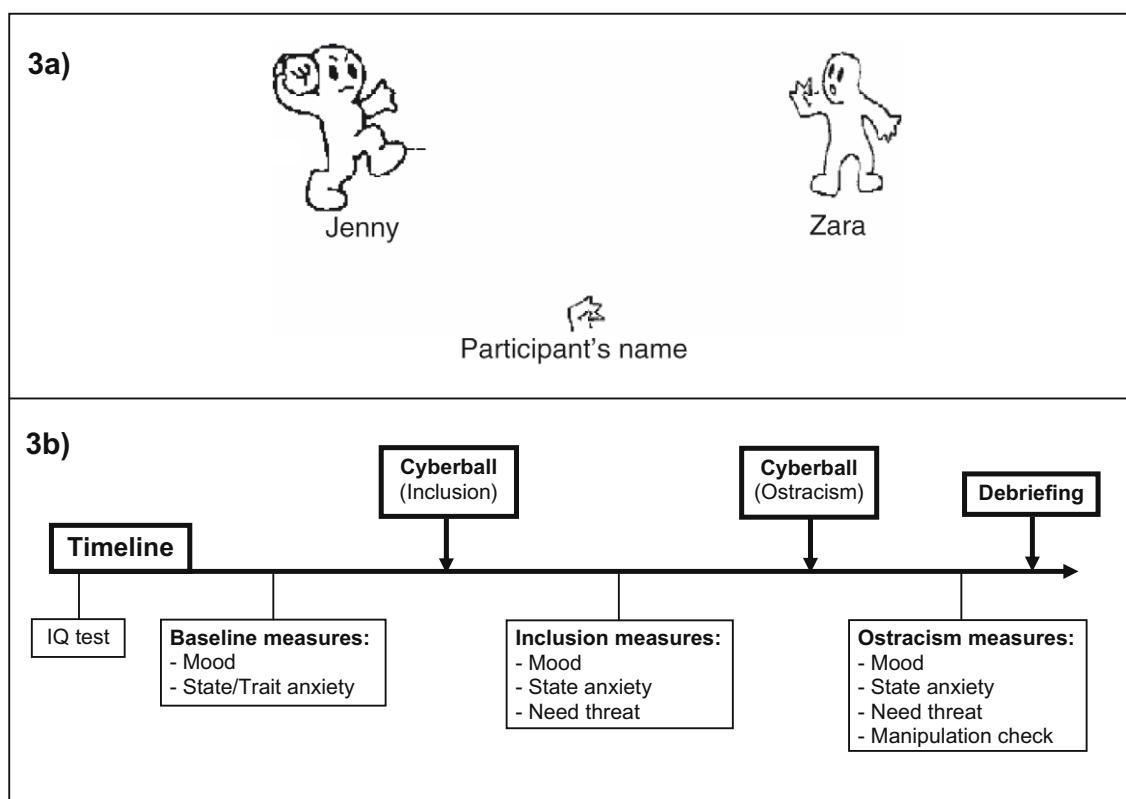 3a)
Jenny
Zara
Participant's name
3b)
Cyberball
(Inclusion)
Cyberball
(Ostracism)
Debriefing
Timeline
IQ test
Baseline measures:
- Mood
- State/Trait anxiety
Inclusion measures:
- Mood
- State anxiety
- Need threat
Ostracism measures:
- Mood
- State anxiety
- Need threat
- Manipulation check